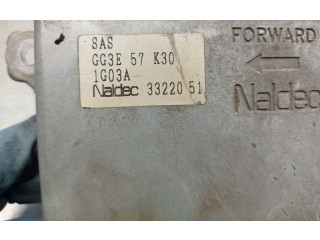 SAS
GG3E 57 K30
1G03A
Naldec 33220 51
FORWARD
Naldec